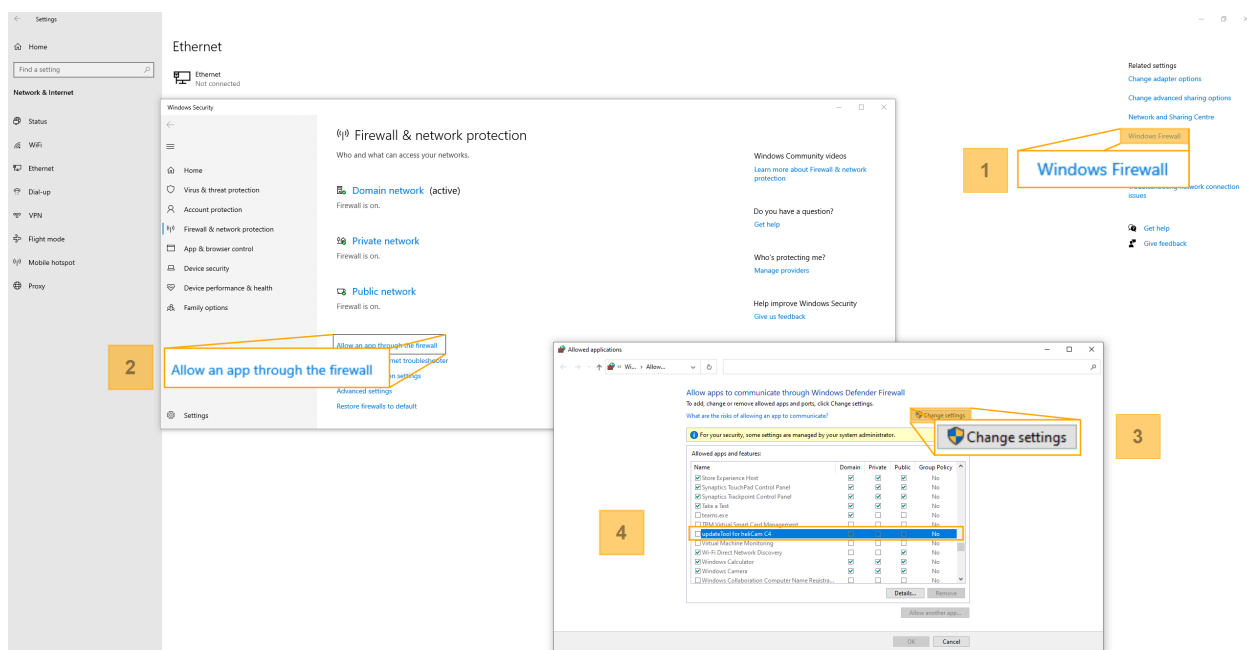 Settings
Home
Find a setting
Network & Internet
Status
WiFi
Ethernet
Dial-up
VPN
Flight mode
Mobile hotspot
Proxy
Ethernet
Ethernet
Not connected
Related settings
Change adapter options
Change advanced sharing options
Network and Sharing Centre
Windows Firewall
1
Windows Firewall
network connection
issues
Get help
Give feedback
Windows Security
Home
Virus & threat protection
Account protection
Firewall & network protection
App & browser control
Device security
Device performance & health
Family options
Settings
Firewall & network protection
Who and what can access your networks.
Domain network (active)
Firewall is on.
Private network
Firewall is on.
Public network
Firewall is on.
Allow an app through the firewall
2
Allow an app through the firewall
rnet troubleshooter
n settings
Advanced settings
Restore firewalls to default
Windows Community videos
Learn more about Firewall & network
protection
Do you have a question?
Get help
Who's protecting me?
Manage providers
Help improve Windows Security
Give us feedback
Allowed applications
« Wi... › Allow...
Allow apps to communicate through Windows Defender Firewall
To add, change or remove allowed apps and ports, click Change settings.
What are the risks of allowing an app to communicate?
Change settings
Change settings
3
For your security, some settings are managed by your system administrator.
Allowed apps and features:
Name Domain Private Public Group Policy
Store Experience Host No
Synaptics TouchPad Control Panel No
Synaptics Trackpoint Control Panel No
Take a Test No
teams.exe No
TPM Virtual Smart Card Management No
4
updateTool for heliCam C4 No
Virtual Machine Monitoring No
Wi-Fi Direct Network Discovery No
Windows Calculator No
Windows Camera No
Windows Collaboration Computer Name Registra... No
Details... Remove
Allow another app...
OK Cancel